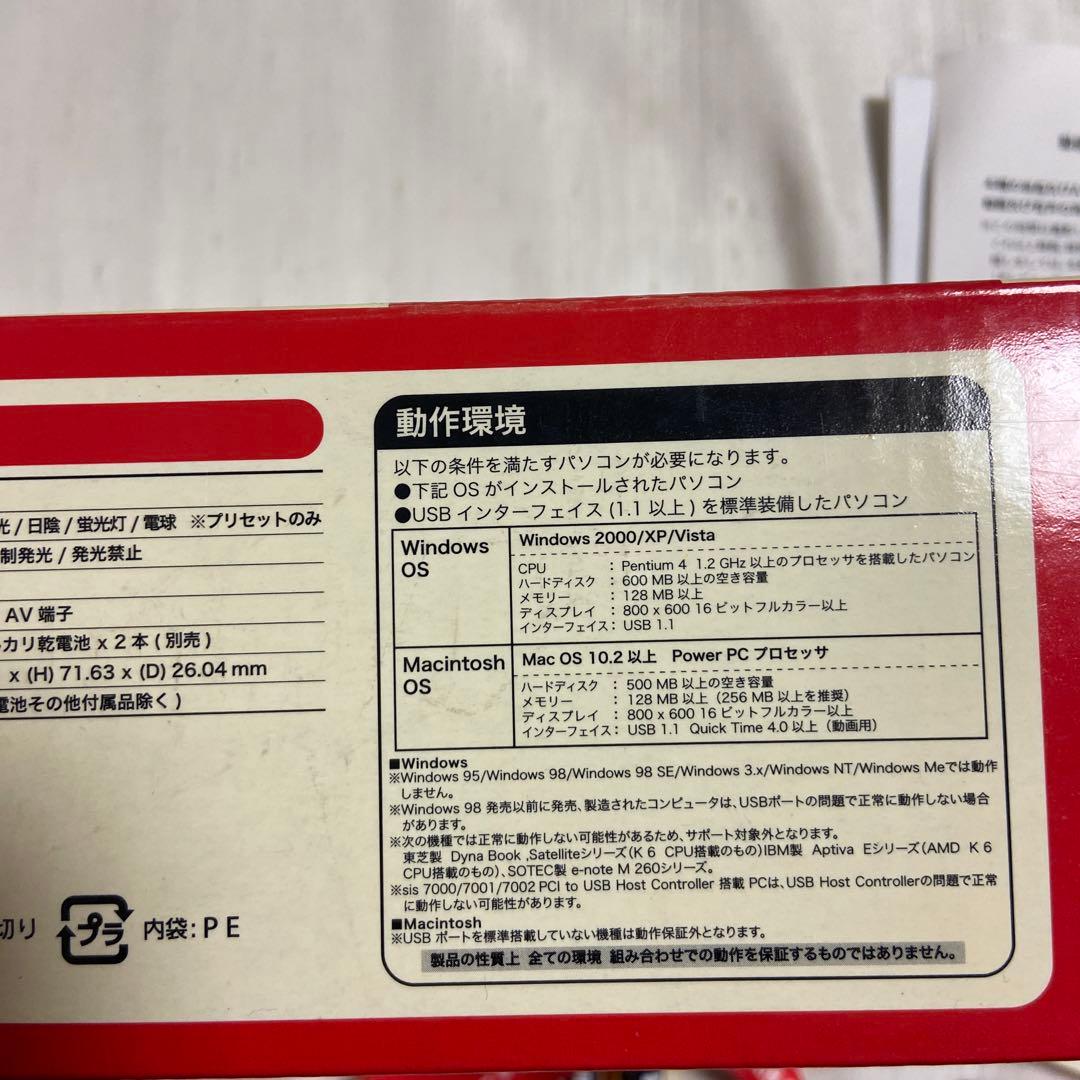 光 / 日陰 / 蛍光灯 / 電球 ※プリセットのみ
制発光 / 発光禁止
AV 端子
カリ乾電池 x 2 本 ( 別売 )
x (H) 71.63 x (D) 26.04 mm
電池その他付属品除く )
切り
プラ
内袋: P E
動作環境
以下の条件を満たすパソコンが必要になります。
●下記 OS がインストールされたパソコン
●USB インターフェイス (1.1 以上 ) を標準装備したパソコン
Windows OS
Windows 2000/XP/Vista
CPU : Pentium 4 1.2 GHz 以上のプロセッサを搭載したパソコン
ハードディスク : 600 MB 以上の空き容量
メモリー : 128 MB 以上
ディスプレイ : 800 x 600 16 ビットフルカラー以上
インターフェイス : USB 1.1
Macintosh OS
Mac OS 10.2 以上 Power PC プロセッサ
ハードディスク : 500 MB 以上の空き容量
メモリー : 128 MB 以上 (256 MB 以上を推奨)
ディスプレイ : 800 x 600 16 ビットフルカラー以上
インターフェイス : USB 1.1 Quick Time 4.0 以上 (動画用)
■Windows
※Windows 95/Windows 98/Windows 98 SE/Windows 3.x/Windows NT/Windows Meでは動作
しません。
※Windows 98 発売以前に発売、製造されたコンピュータは、USBポートの問題で正常に動作しない場合
があります。
※次の機種では正常に動作しない可能性があるため、サポート対象外となります。
東芝製 Dyna Book ,Satelliteシリーズ(K 6 CPU搭載のもの)IBM製 Aptiva Eシリーズ(AMD K 6
CPU搭載のもの)、SOTEC製 e-note M 260シリーズ。
※sis 7000/7001/7002 PCI to USB Host Controller 搭載 PCは、USB Host Controllerの問題で正常
に動作しない可能性があります。
■Macintosh
※USB ポートを標準搭載していない機種は動作保証外となります。
製品の性質上 全ての環境 組み合わせでの動作を保証するものではありません。